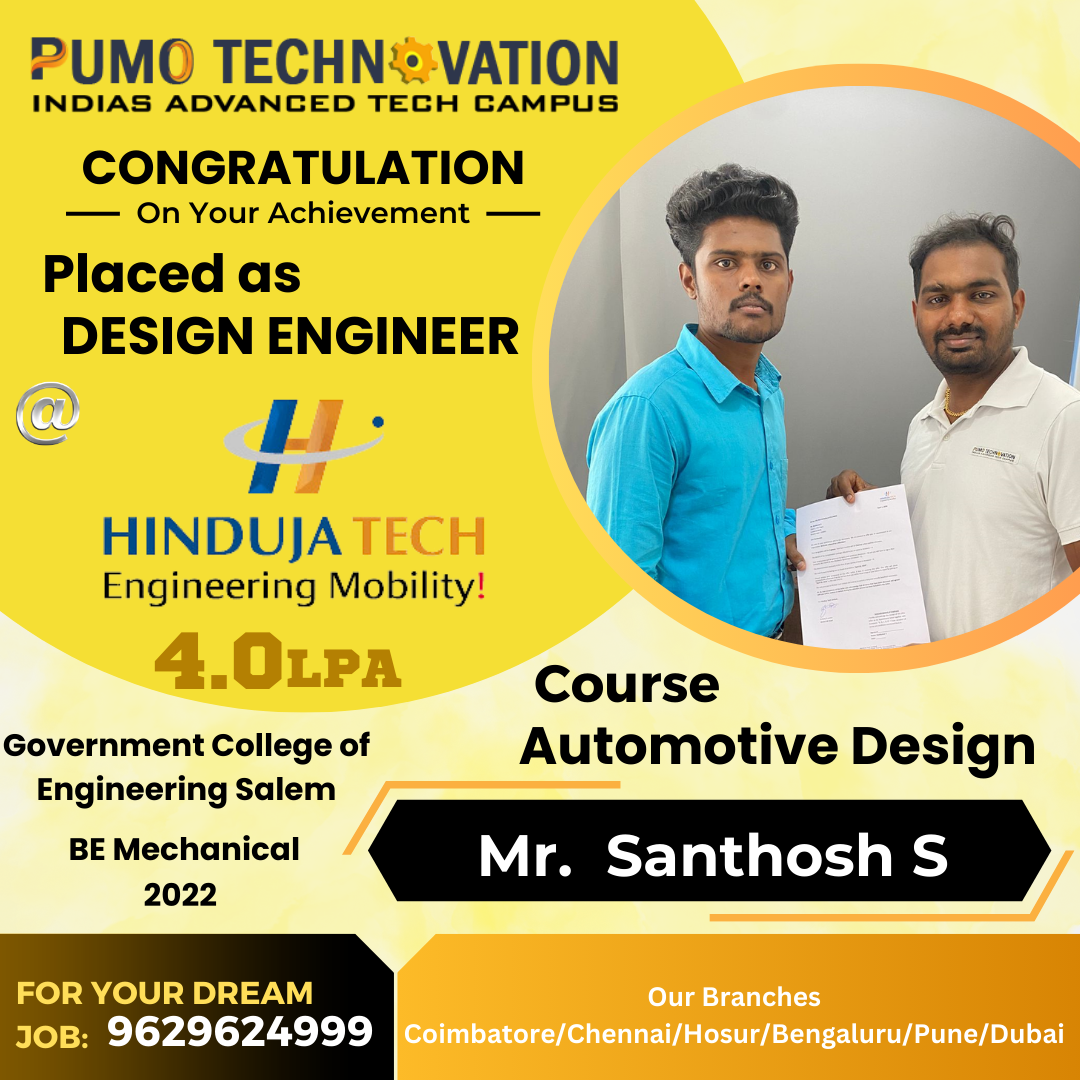 PUMO TECHNOVATION
INDIAS ADVANCED TECH CAMPUS
CONGRATULATION
On Your Achievement
Placed as
DESIGN ENGINEER
@
H
HINDUJA TECH
Engineering Mobility!
4.0LPA
PUMO TECHNOVATION
Course
Automotive Design
Government College of
Engineering Salem
BE Mechanical
2022
Mr. Santhosh S
FOR YOUR DREAM
JOB: 9629624999
Our Branches
Coimbatore/Chennai/Hosur/Bengaluru/Pune/Dubai